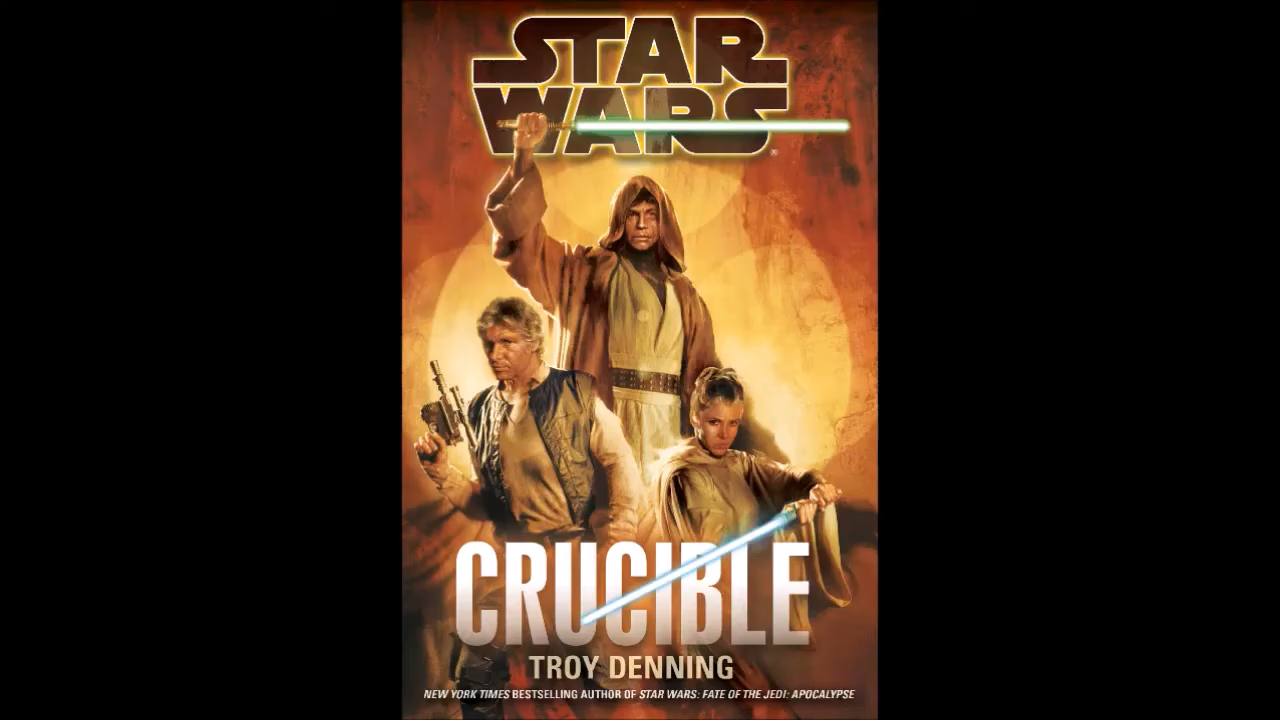 STAR
WARS®
CRUCIBLE
TROY DENNING
NEW YORK TIMES BESTSELLING AUTHOR OF STAR WARS: FATE OF THE JEDI: APOCALYPSE